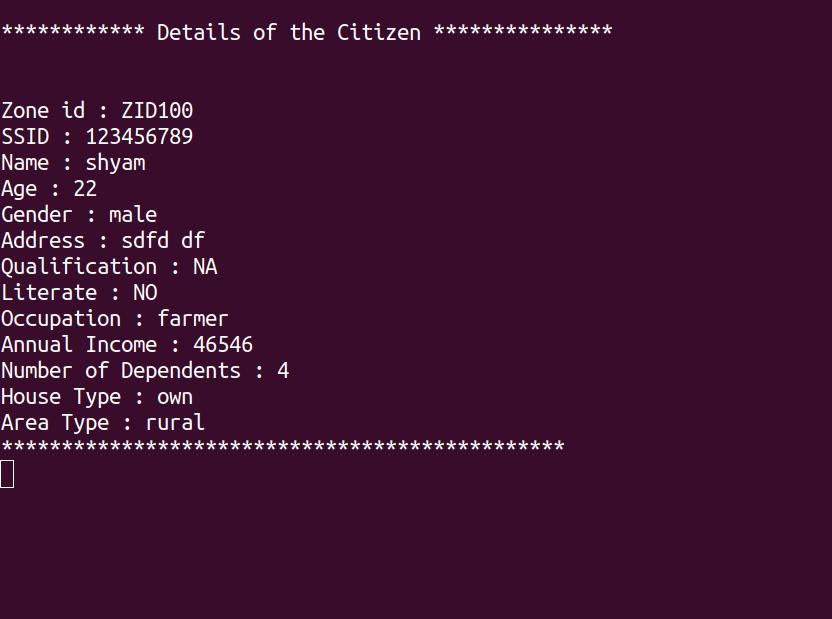 ************ Details of the Citizen ***************
Zone id : ZID100
SSID : 123456789
Name : shyam
Age : 22
Gender : male
Address : sdfd df
Qualification : NA
Literate : NO
Occupation : farmer
Annual Income : 46546
Number of Dependents : 4
House Type : own
Area Type : rural
***********************************************